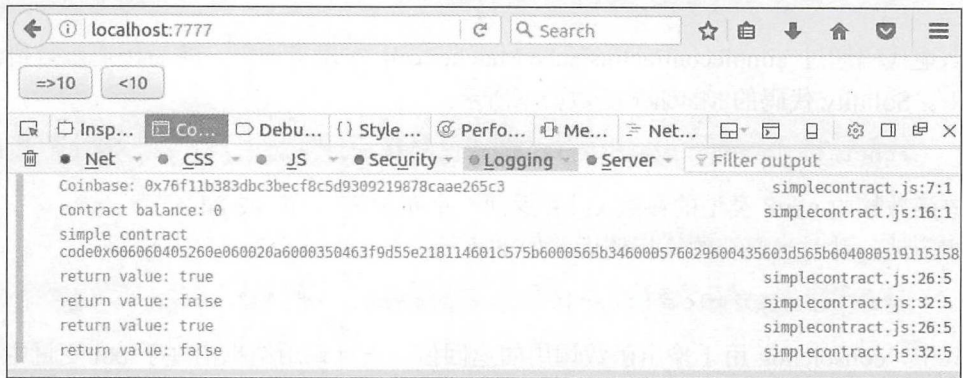 localhost:7777
Search
=>10 <10
Insp... Co... Debu... {} Style ... Perfo... Me... Net...
Net CSS JS Security Logging Server Filter output
Coinbase: 0x76f11b383dbc3becf8c5d9309219878caae265c3 simplecontract.js:7:1
Contract balance: 0 simplecontract.js:16:1
simple contract
code0x606060405260e060020a6000350463f9d55e218114601c575b6000565b346000576029600435603d565b604080519115158
return value: true simplecontract.js:26:5
return value: false simplecontract.js:32:5
return value: true simplecontract.js:26:5
return value: false simplecontract.js:32:5